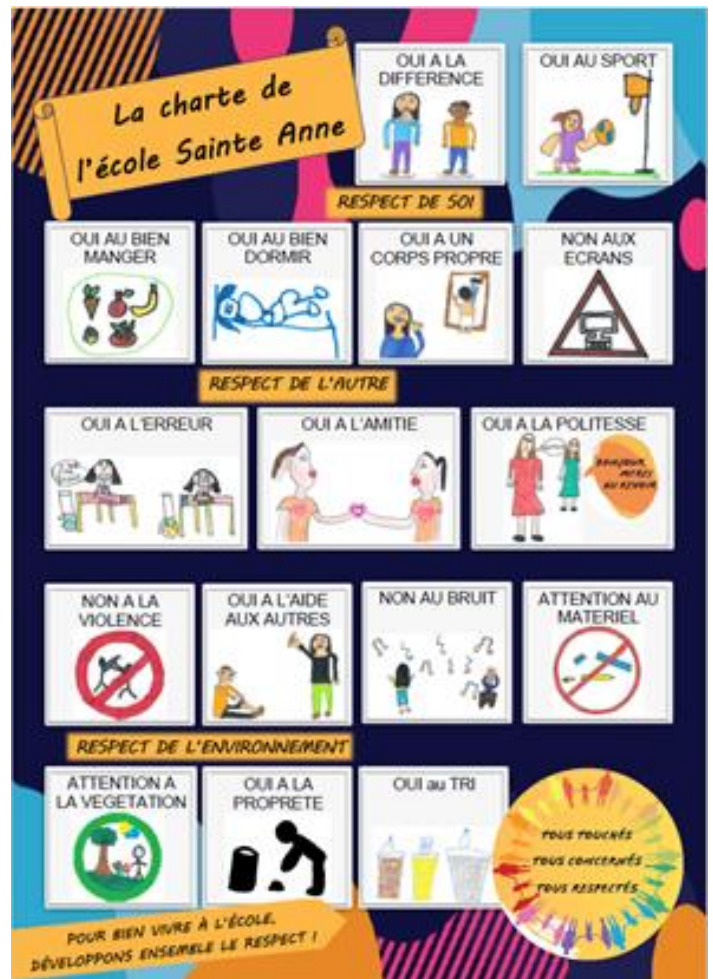 La charte de
l'école Sainte Anne
OUI A LA
DIFFERENCE
OUI AU SPORT
RESPECT DE SOI
OUI AU BIEN
MANGER
OUI AU BIEN
DORMIR
OUI A UN
CORPS PROPRE
NON AUX
ECRANS
RESPECT DE L'AUTRE
OUI A L'ERREUR
OUI A L'AMITIE
OUI A LA POLITESSE
BONJOUR
MERCI
AU REVOIR
NON A LA
VIOLENCE
OUI A L'AIDE
AUX AUTRES
NON AU BRUIT
ATTENTION AU
MATERIEL
RESPECT DE L'ENVIRONNEMENT
ATTENTION A
LA VEGETATION
OUI A LA
PROPRETE
OUI au TRI
TOUS TOUCHÉS
TOUS CONCERNÉS
TOUS RESPECTÉS
POUR BIEN VIVRE À L'ÉCOLE,
DÉVELOPPONS ENSEMBLE LE RESPECT !